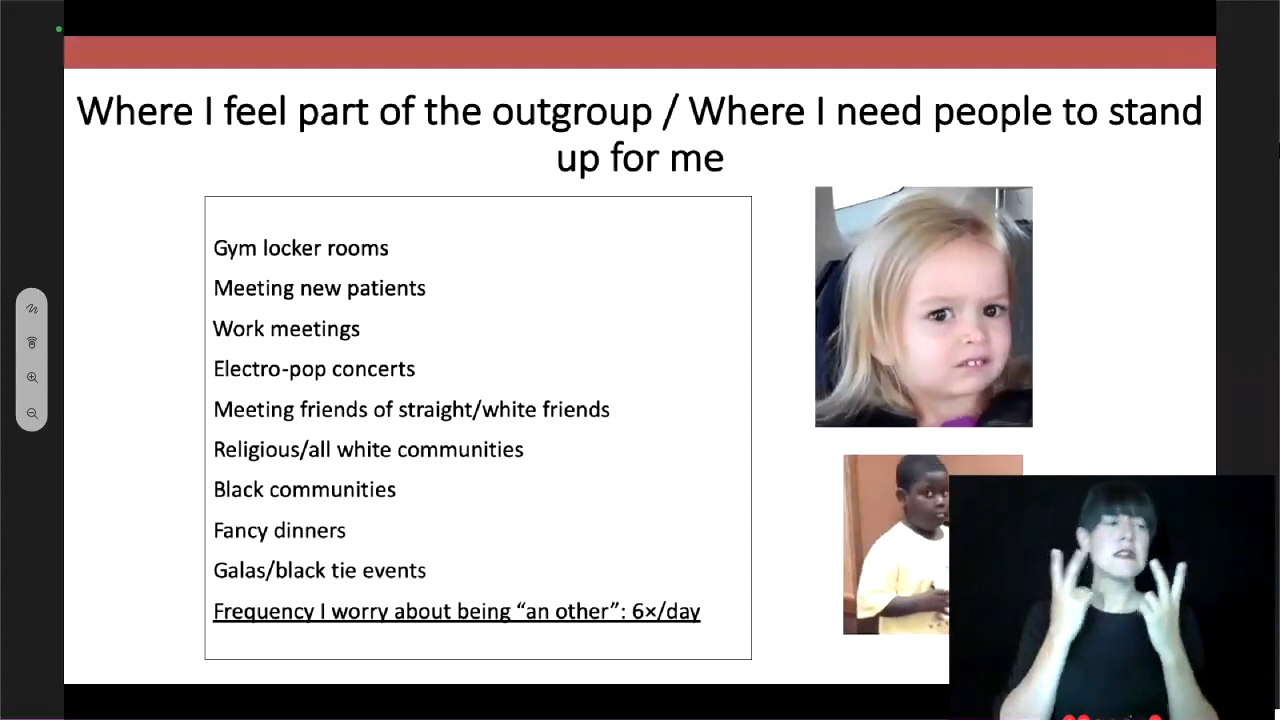 Where I feel part of the outgroup / Where I need people to stand
up for me
Gym locker rooms
Meeting new patients
Work meetings
Electro-pop concerts
Meeting friends of straight/white friends
Religious/all white communities
Black communities
Fancy dinners
Galas/black tie events
Frequency I worry about being “an other”: 6×/day